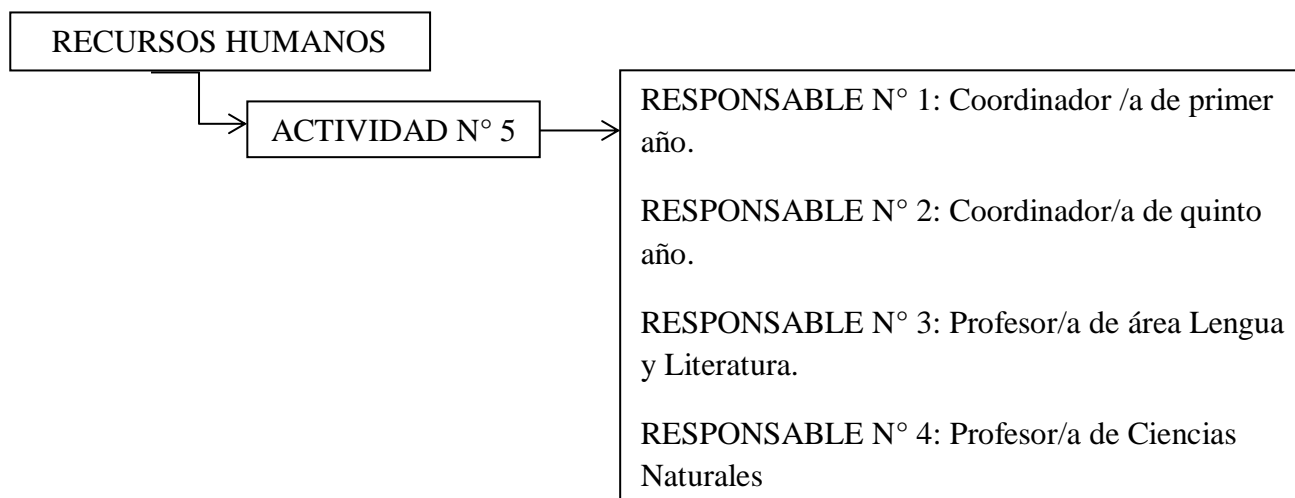 RECURSOS HUMANOS
ACTIVIDAD N° 5
RESPONSABLE N° 1: Coordinador /a de primer
año.
RESPONSABLE N° 2: Coordinador/a de quinto
año.
RESPONSABLE N° 3: Profesor/a de área Lengua
y Literatura.
RESPONSABLE N° 4: Profesor/a de Ciencias
Naturales